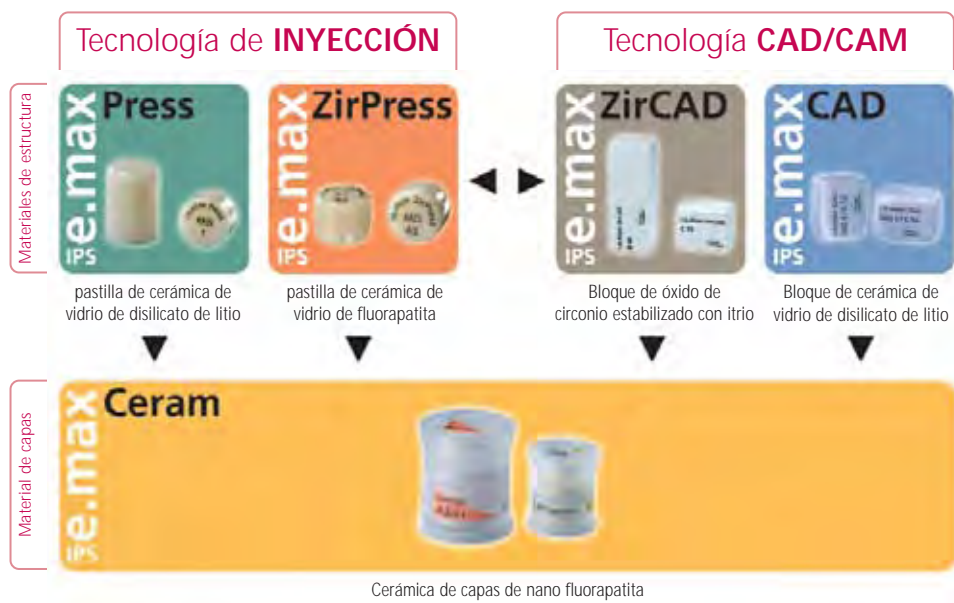 Tecnología de INYECCIÓN
Tecnología CAD/CAM
Materiales de estructura
IPS e.max Press
IPS e.max ZirPress
IPS e.max ZirCAD
IPS e.max CAD
pastilla de cerámica de
vidrio de disilicato de litio
pastilla de cerámica de
vidrio de fluorapatita
Bloque de óxido de
circonio estabilizado con itrio
Bloque de cerámica de
vidrio de disilicato de litio
Material de capas
IPS e.max Ceram
Cerámica de capas de nano fluorapatita